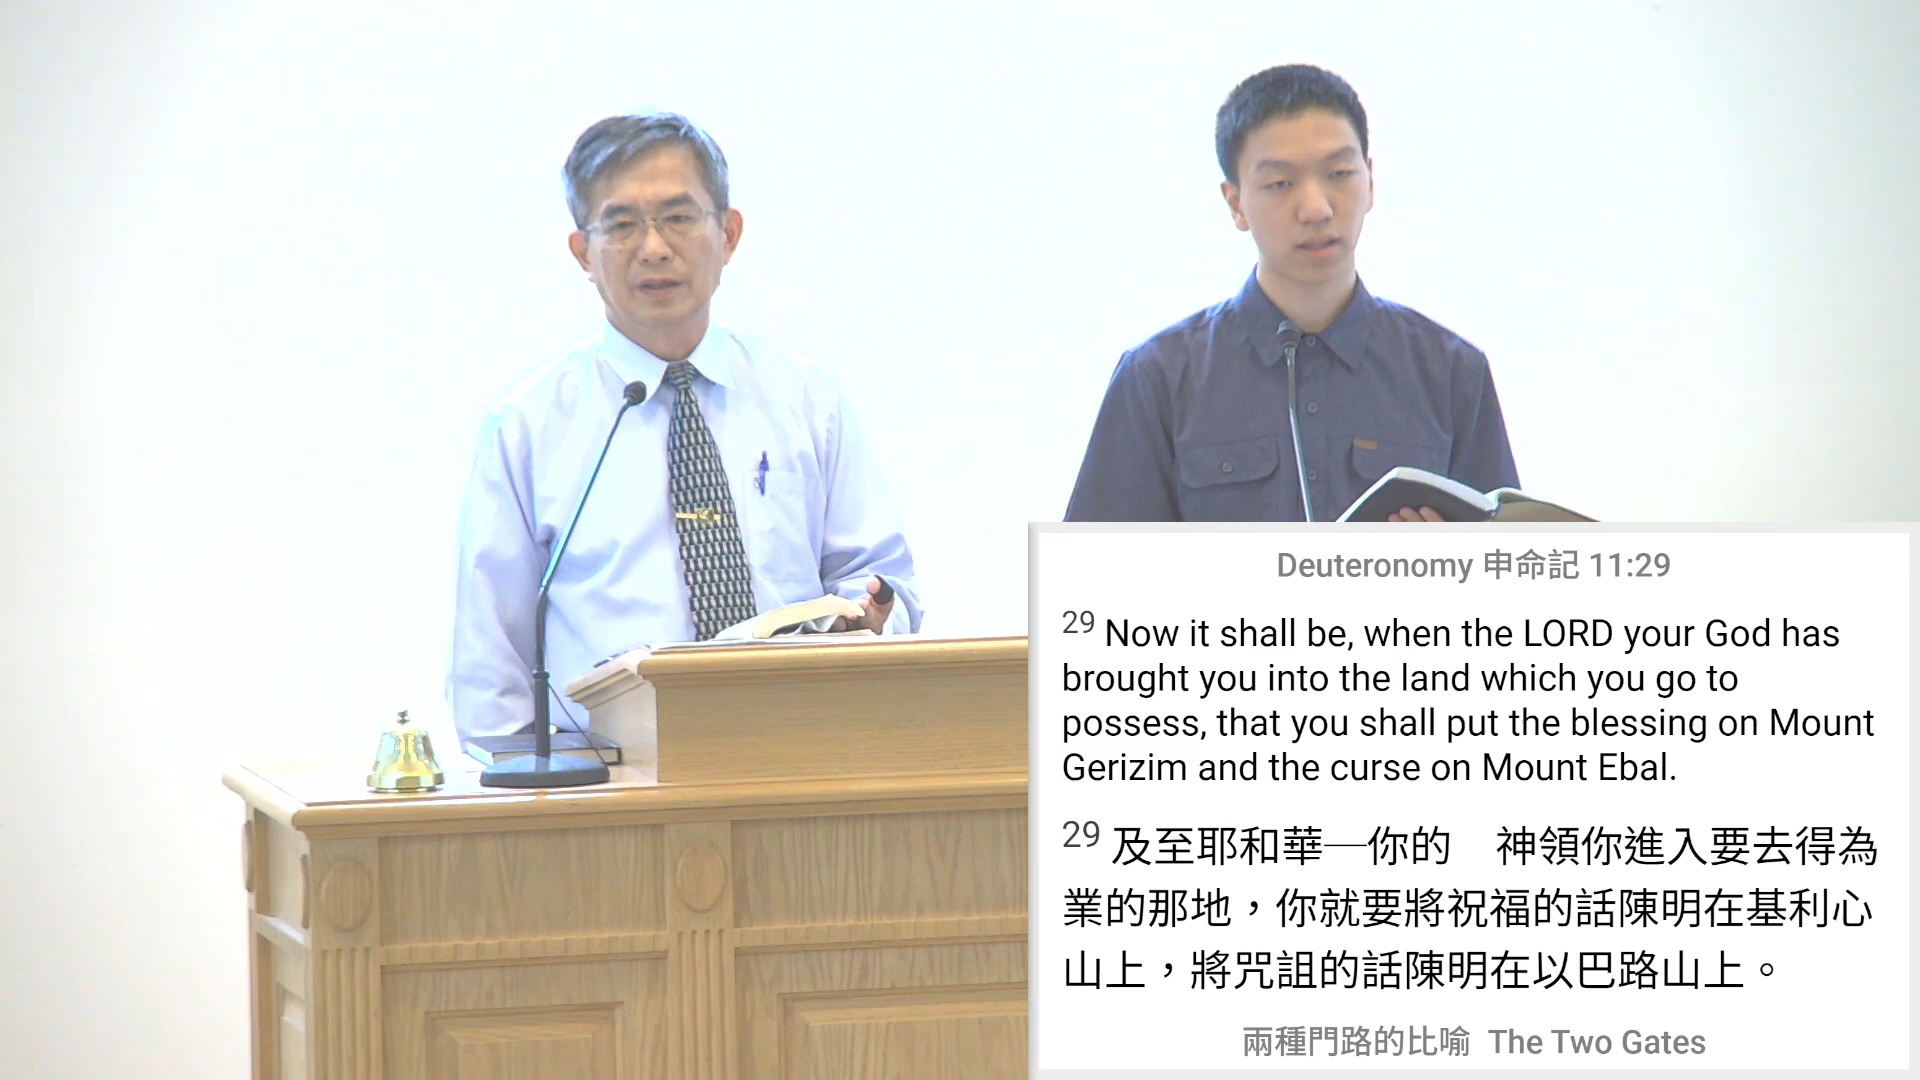 Deuteronomy 申命記 11:29
29 Now it shall be, when the LORD your God has
brought you into the land which you go to
possess, that you shall put the blessing on Mount
Gerizim and the curse on Mount Ebal.
29 及至耶和華─你的　神領你進入要去得為
業的那地，你就要將祝福的話陳明在基利心
山上，將咒詛的話陳明在以巴路山上。
兩種門路的比喻 The Two Gates